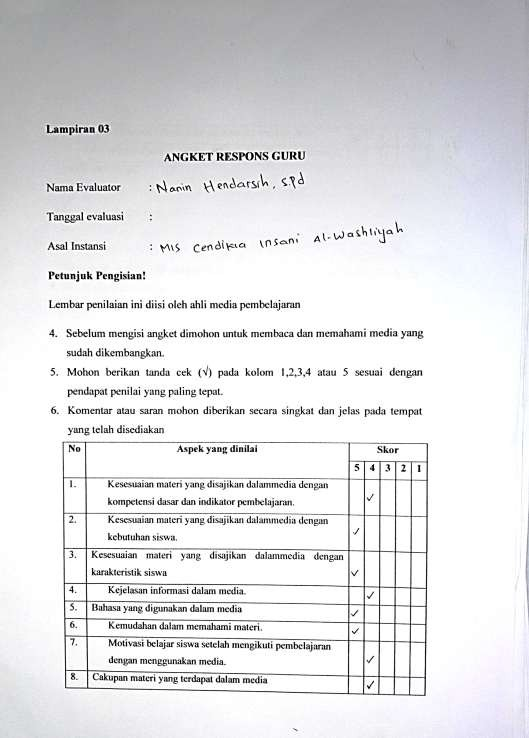 Lampiran 03
ANGKET RESPONS GURU
Nama Evaluator : Nanin Hendarsih, S.Pd
Tanggal evaluasi :
Asal Instansi : MIS Cendikia Insani Al-Washliyah
Petunjuk Pengisian!
Lembar penilaian ini diisi oleh ahli media pembelajaran
4. Sebelum mengisi angket dimohon untuk membaca dan memahami media yang
sudah dikembangkan.
5. Mohon berikan tanda cek (√) pada kolom 1,2,3,4 atau 5 sesuai dengan
pendapat penilai yang paling tepat.
6. Komentar atau saran mohon diberikan secara singkat dan jelas pada tempat
yang telah disediakan
No Aspek yang dinilai Skor
5 4 3 2 1
1. Kesesuaian materi yang disajikan dalammedia dengan
kompetensi dasar dan indikator pembelajaran. ✓
2. Kesesuaian materi yang disajikan dalammedia dengan
kebutuhan siswa. ✓
3. Kesesuaian materi yang disajikan dalammedia dengan
karakteristik siswa ✓
4. Kejelasan informasi dalam media. ✓
5. Bahasa yang digunakan dalam media ✓
6. Kemudahan dalam memahami materi. ✓
7. Motivasi belajar siswa setelah mengikuti pembelajaran
dengan menggunakan media. ✓
8. Cakupan materi yang terdapat dalam media ✓